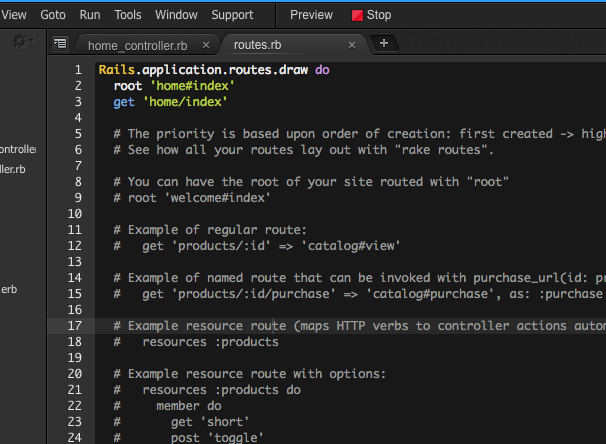 View Goto Run Tools Window Support Preview Stop
home_controller.rb × routes.rb × +
ontroller
ller.rb
erb
1 Rails.application.routes.draw do
2 root 'home#index'
3 get 'home/index'
4
5 # The priority is based upon order of creation: first created -> high
6 # See how all your routes lay out with "rake routes".
7
8 # You can have the root of your site routed with "root"
9 # root 'welcome#index'
10
11 # Example of regular route:
12 #   get 'products/:id' => 'catalog#view'
13
14 # Example of named route that can be invoked with purchase_url(id: pr
15 #   get 'products/:id/purchase' => 'catalog#purchase', as: :purchase
16
17 # Example resource route (maps HTTP verbs to controller actions autom
18 #   resources :products
19
20 # Example resource route with options:
21 #   resources :products do
22 #     member do
23 #       get 'short'
24 #       post 'toggle'